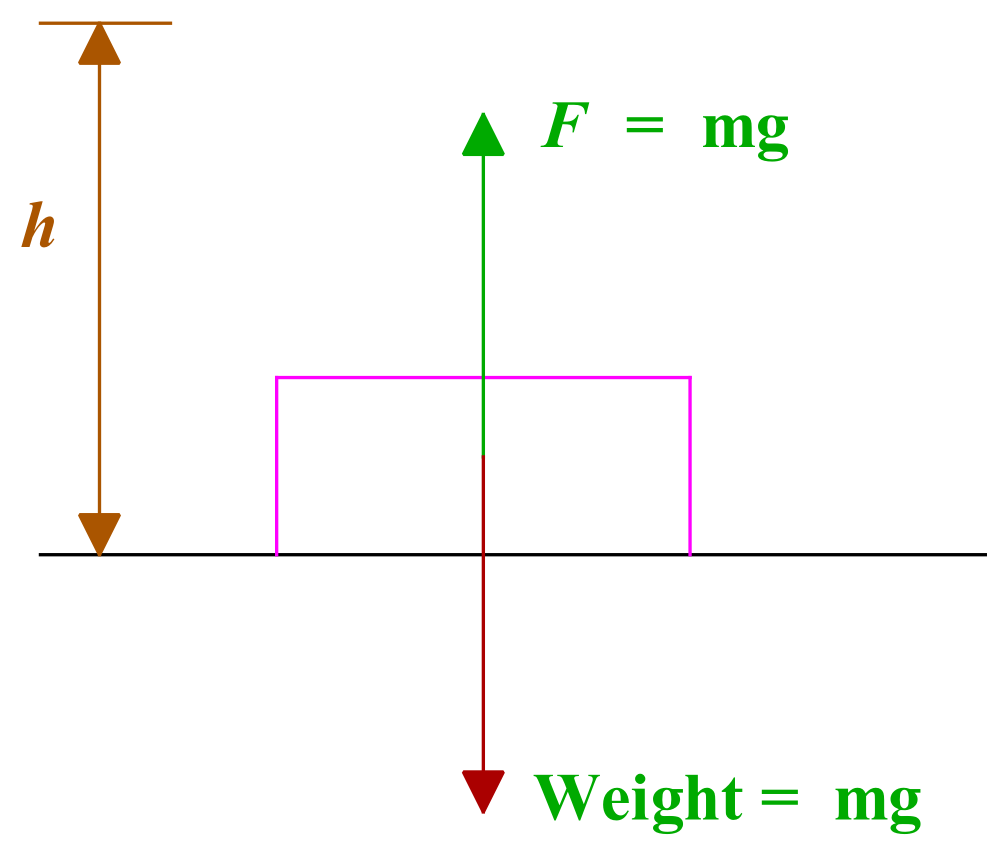 F = mg
h
Weight = mg